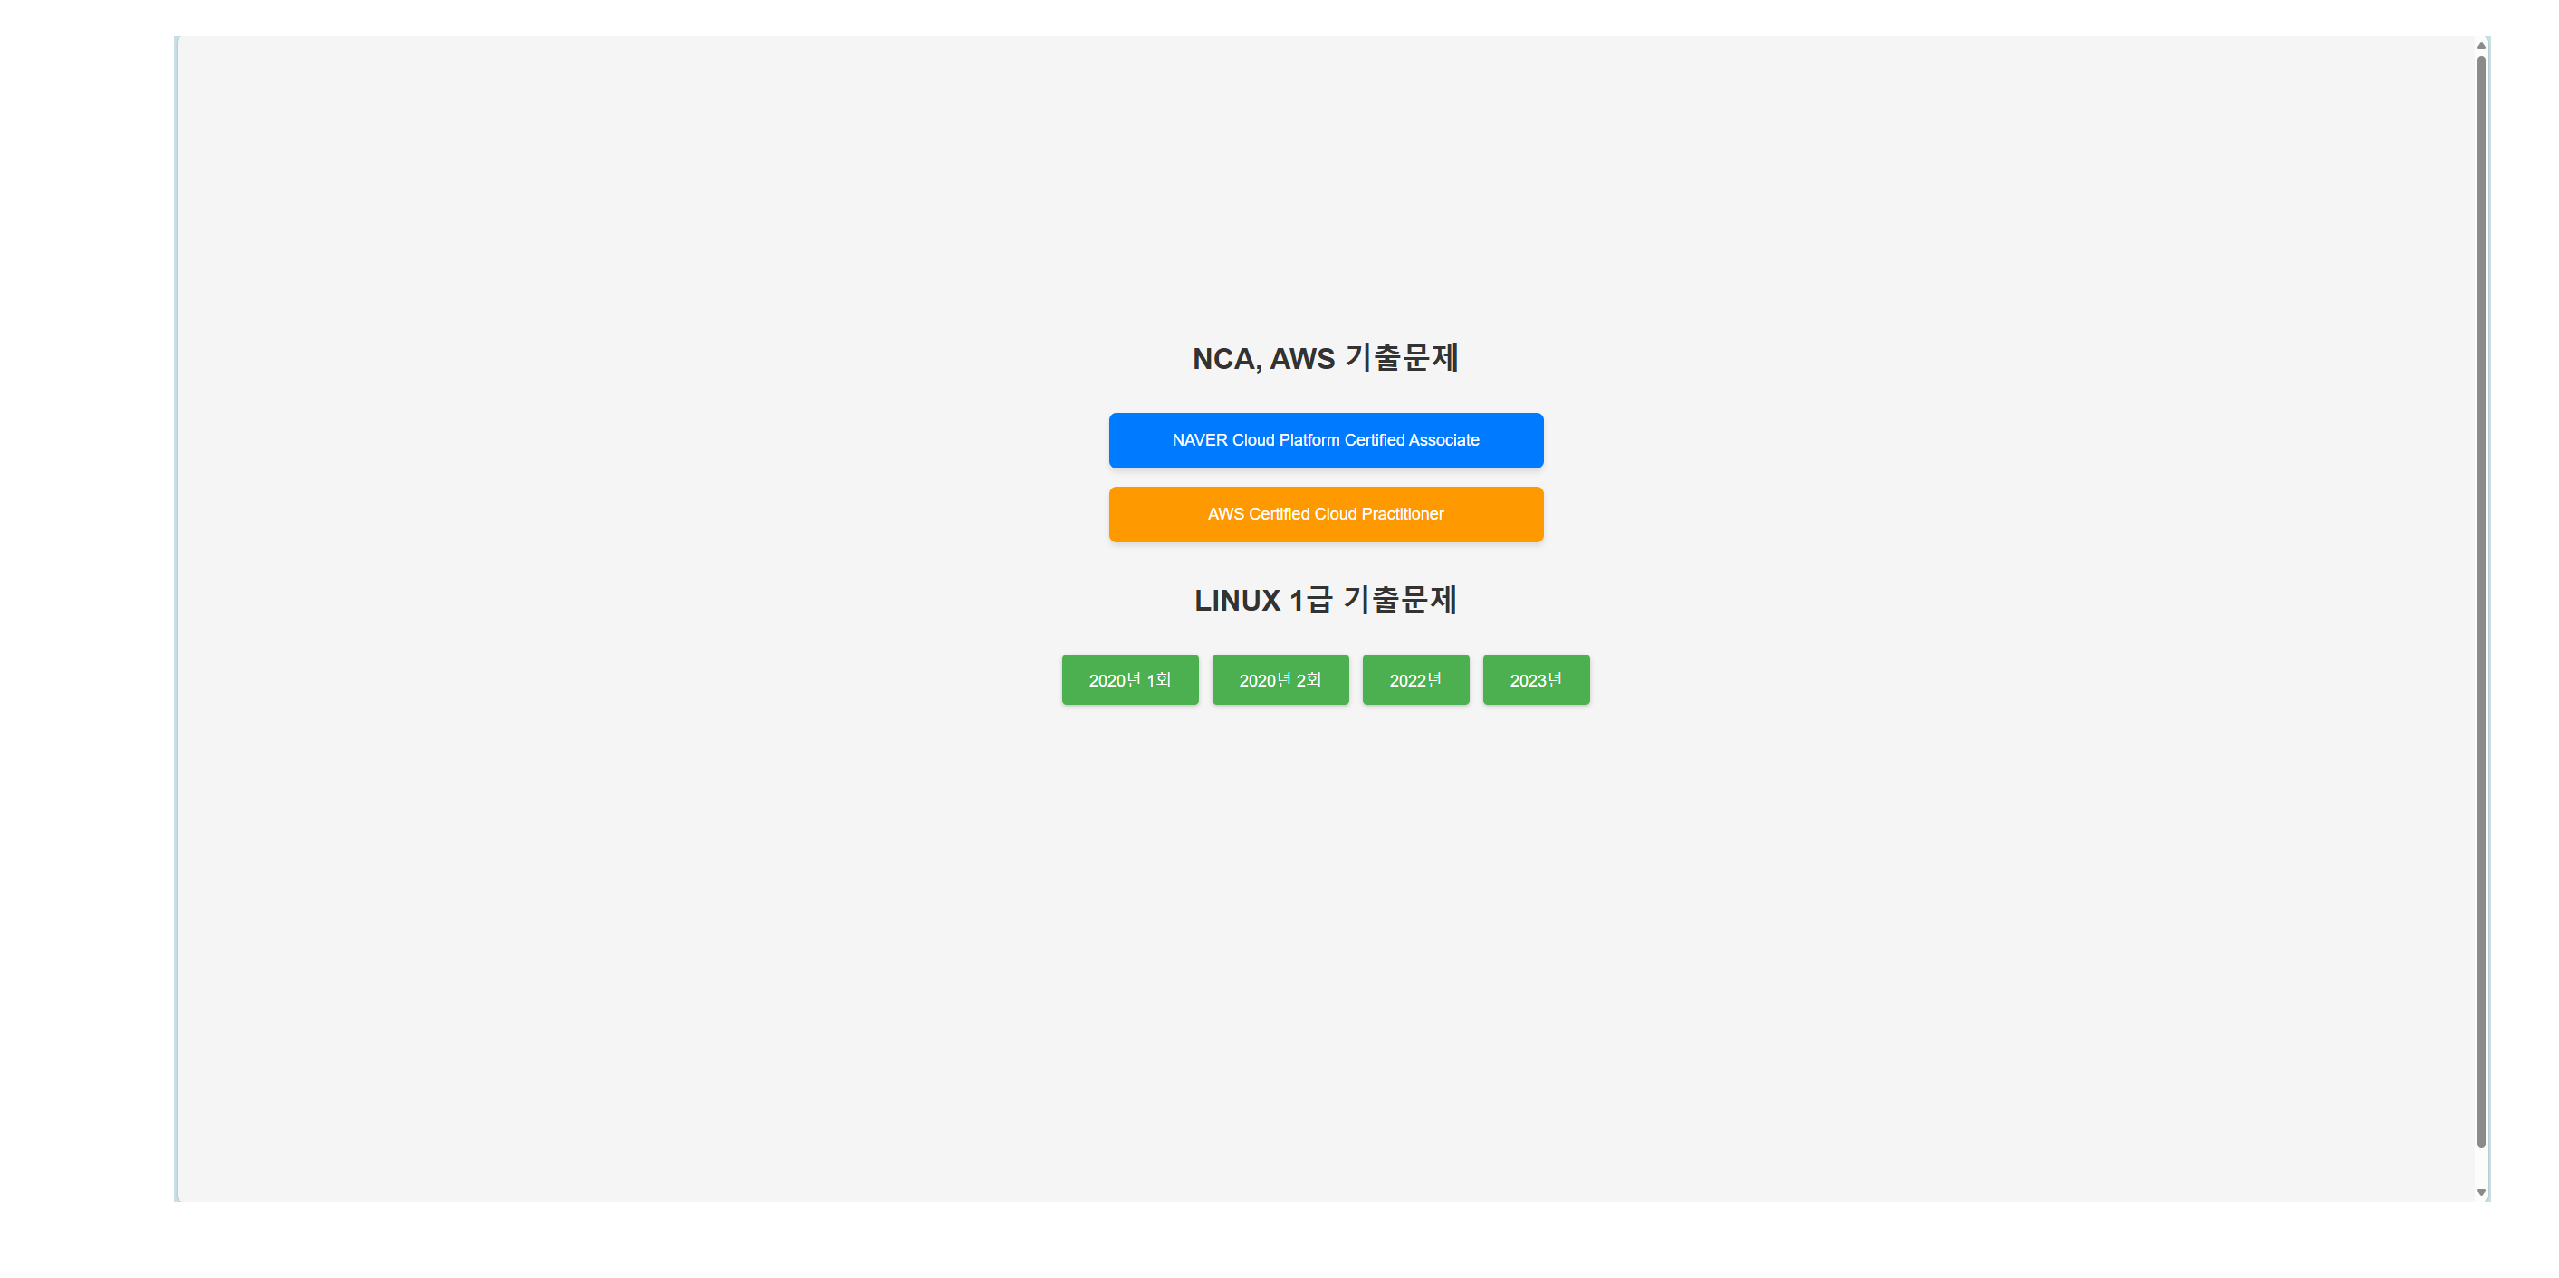 NCA, AWS 기출문제
NAVER Cloud Platform Certified Associate
AWS Certified Cloud Practitioner
LINUX 1급 기출문제
2020년 1회 2020년 2회 2022년 2023년